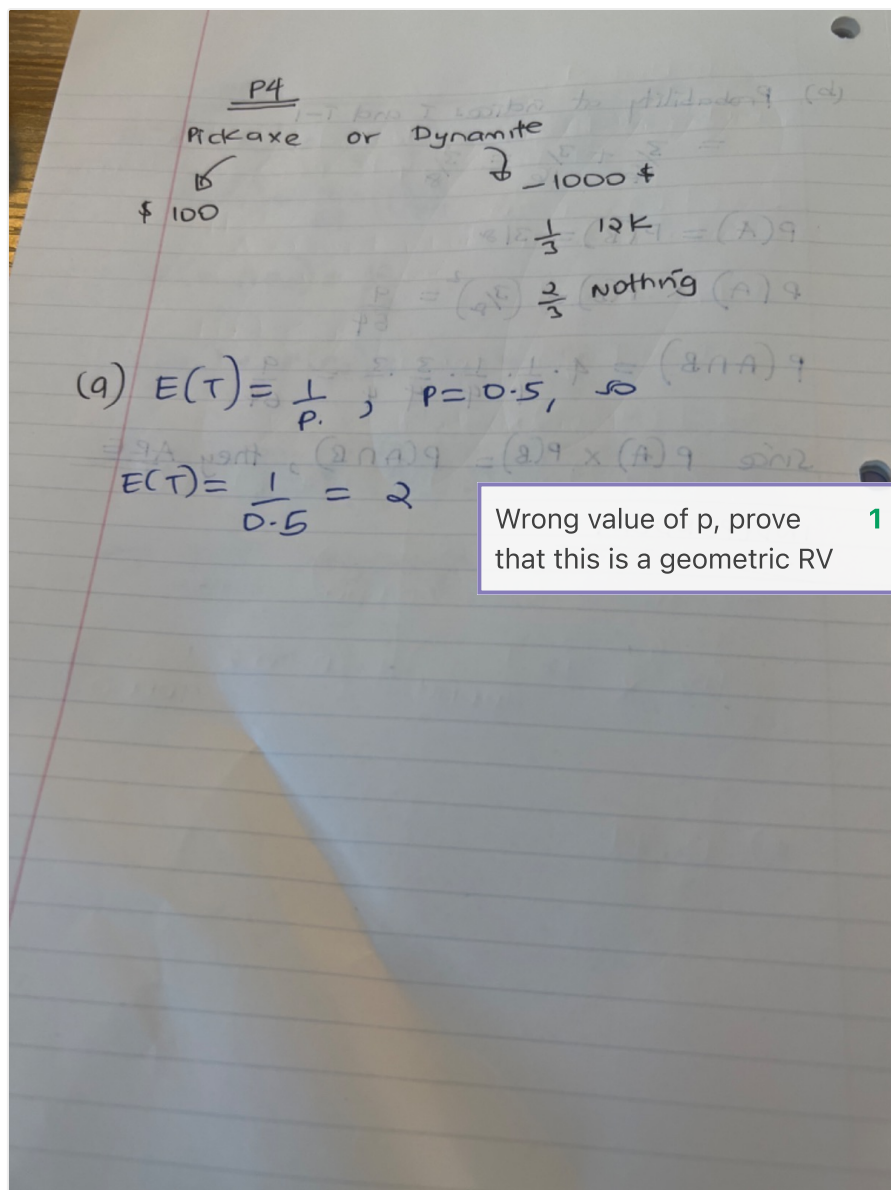 P4
Pickaxe or Dynamite
$ 100
- 1000 $
1/3 12K
2/3 Nothing
(a) E(T) = 1/P. , P = 0.5, so
E(T) = 1/0.5 = 2
Wrong value of p, prove 1
that this is a geometric RV